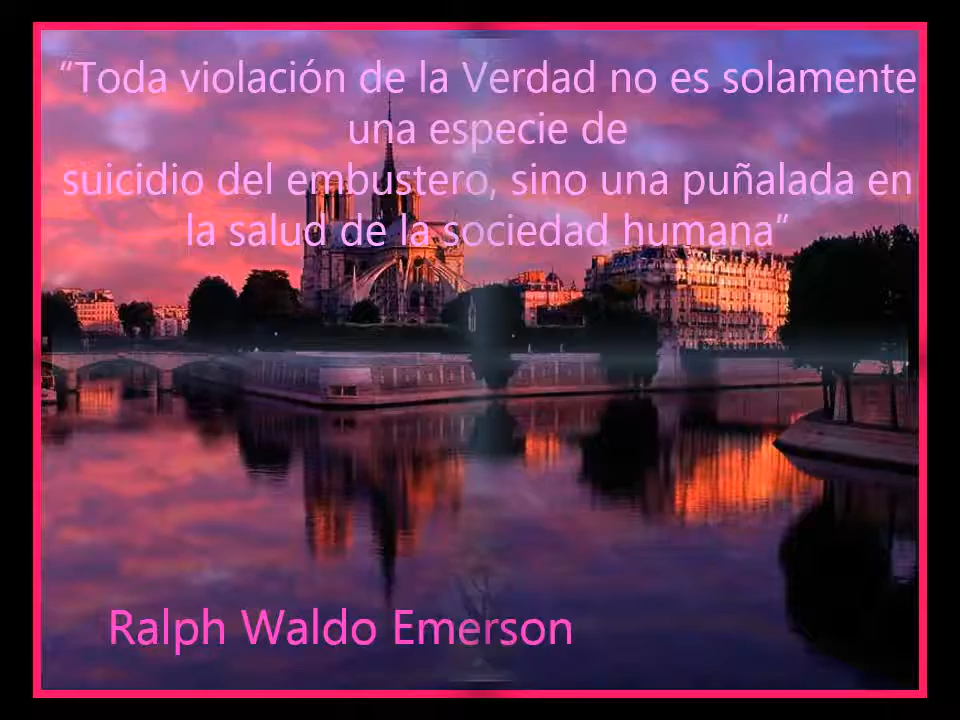 “Toda violación de la Verdad no es solamente
una especie de
suicidio del embustero, sino una puñalada en
la salud de la sociedad humana”
Ralph Waldo Emerson